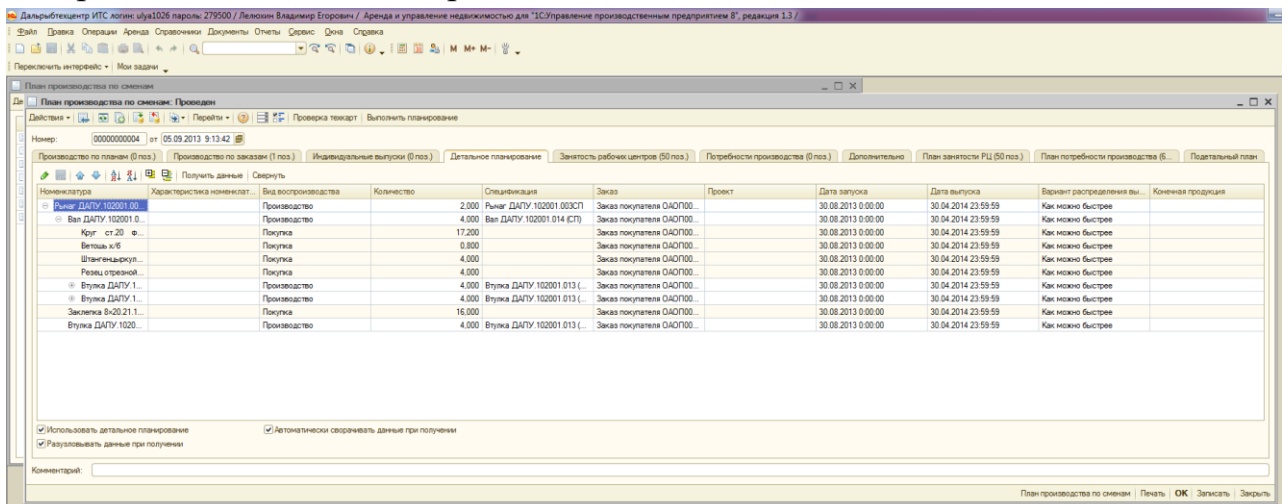 Дальрыбтехцентр ИТС логин: ulya1026 пароль: 279500 / Лелюхин Владимир Егорович / Аренда и управление недвижимостью для "1С:Управление производственным предприятием 8", редакция 1.3 /
Файл Правка Операции Аренда Справочники Документы Отчеты Сервис Окна Справка
M M+ M-
Переключить интерфейс Мои задачи
План производства по сменам
План производства по сменам: Проведен
Действия Перейти Проверка техкарт Выполнить планирование
Номер: 00000000004 от 05.09.2013 9:13:42
Производство по планам (0 поз.) Производство по заказам (1 поз.) Индивидуальные выпуски (0 поз.) Детальное планирование Занятость рабочих центров (50 поз.) Потребности производства (0 поз.) Дополнительно План занятости РЦ (50 поз.) План потребности производства (6... Подетальный план
Получить данные Свернуть
Номенклатура Характеристика номенклат... Вид воспроизводства Количество Спецификация Заказ Проект Дата запуска Дата выпуска Вариант распределения вы... Конечная продукция
Рычаг ДАПУ.102001.00... Производство 2,000 Рычаг ДАПУ.102001.003СП Заказ покупателя ОАОП00... 30.08.2013 0:00:00 30.04.2014 23:59:59 Как можно быстрее
Вал ДАПУ.102001.0... Производство 4,000 Вал ДАПУ.102001.014 (СП) Заказ покупателя ОАОП00... 30.08.2013 0:00:00 30.04.2014 23:59:59 Как можно быстрее
Круг ст.20 ф... Покупка 17,200 Заказ покупателя ОАОП00... 30.08.2013 0:00:00 30.04.2014 23:59:59 Как можно быстрее
Ветошь х/б Покупка 0,800 Заказ покупателя ОАОП00... 30.08.2013 0:00:00 30.04.2014 23:59:59 Как можно быстрее
Штангенцыркул... Покупка 4,000 Заказ покупателя ОАОП00... 30.08.2013 0:00:00 30.04.2014 23:59:59 Как можно быстрее
Резец отрезной... Покупка 4,000 Заказ покупателя ОАОП00... 30.08.2013 0:00:00 30.04.2014 23:59:59 Как можно быстрее
Втулка ДАПУ.1... Производство 4,000 Втулка ДАПУ.102001.013 (... Заказ покупателя ОАОП00... 30.08.2013 0:00:00 30.04.2014 23:59:59 Как можно быстрее
Втулка ДАПУ.1... Производство 4,000 Втулка ДАПУ.102001.013 (... Заказ покупателя ОАОП00... 30.08.2013 0:00:00 30.04.2014 23:59:59 Как можно быстрее
Заклепка 8×20.21.1... Покупка 16,000 Заказ покупателя ОАОП00... 30.08.2013 0:00:00 30.04.2014 23:59:59 Как можно быстрее
Втулка ДАПУ.1020... Производство 4,000 Втулка ДАПУ.102001.013 (... Заказ покупателя ОАОП00... 30.08.2013 0:00:00 30.04.2014 23:59:59 Как можно быстрее
Использовать детальное планирование Автоматически сворачивать данные при получении
Разузловывать данные при получении
Комментарий:
План производства по сменам Печать OK Записать Закрыть